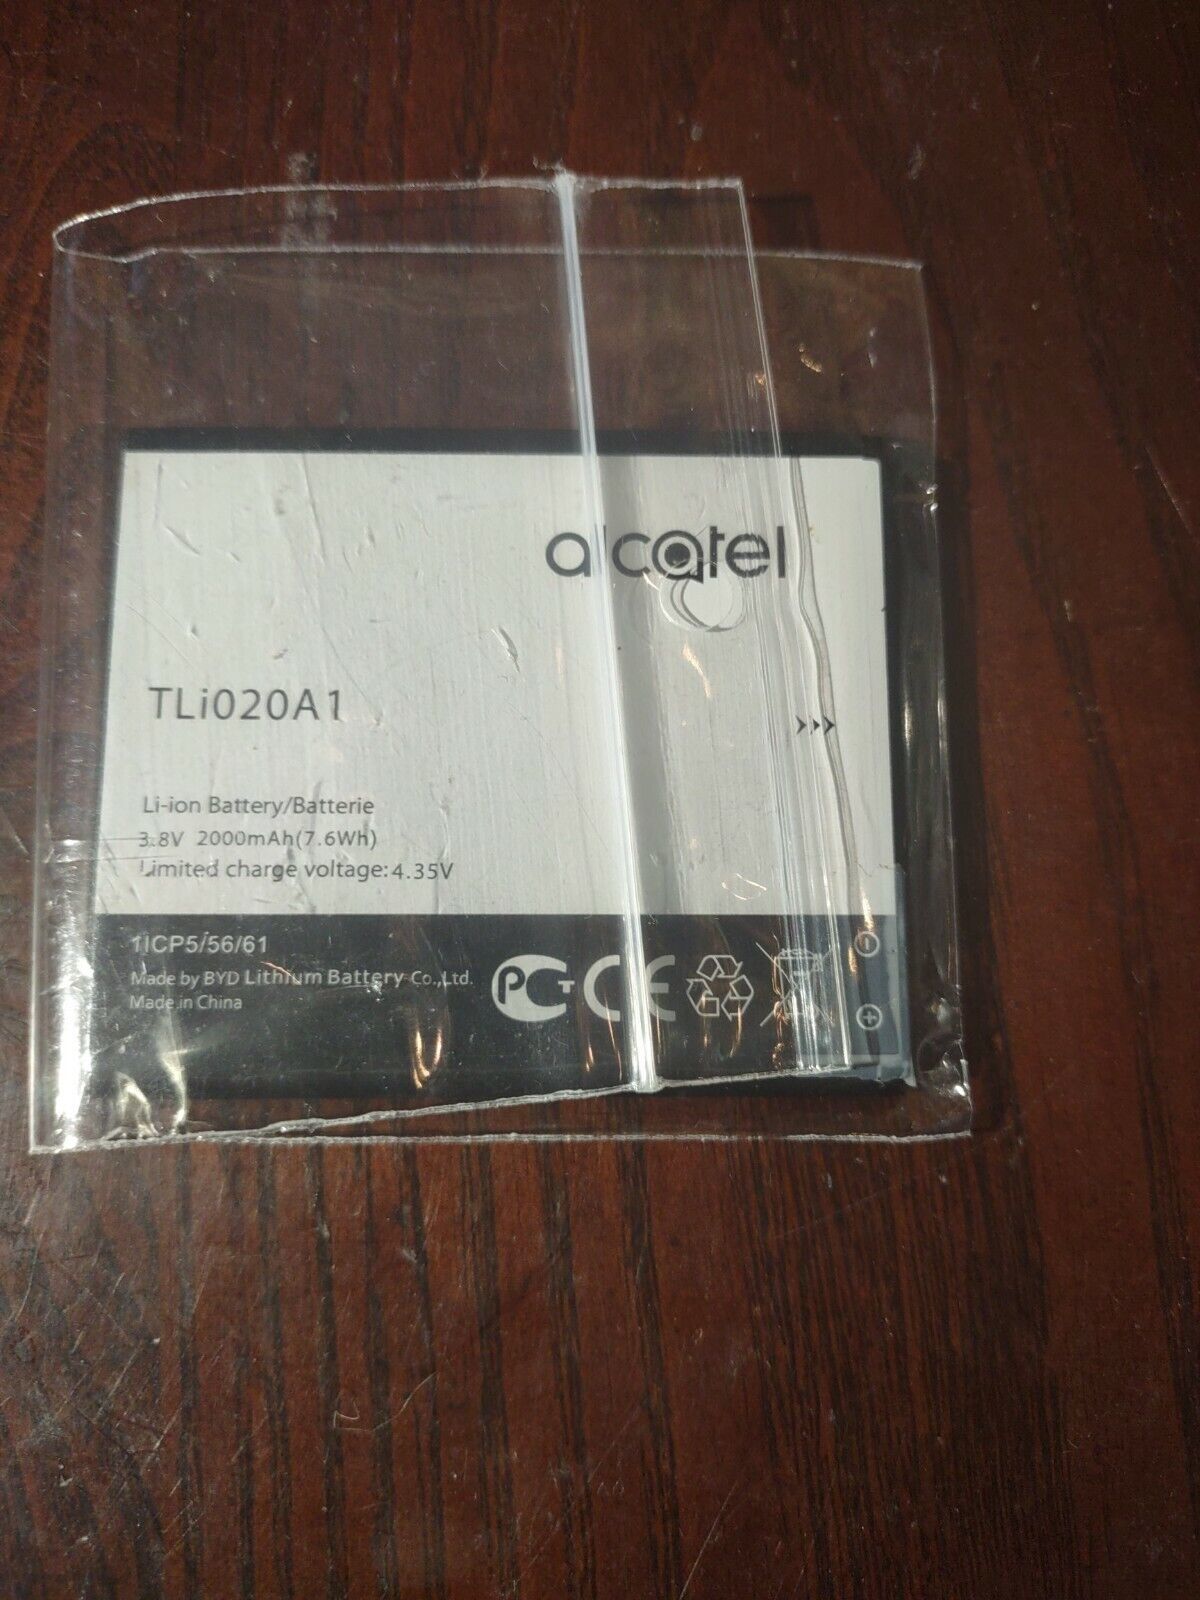 alcatel
TLi020A1
Li-ion Battery/Batterie
3.8V 2000mAh(7.6Wh)
Limited charge voltage:4.35V
1ICP5/56/61
Made by BYD Lithium Battery Co.,Ltd.
Made in China